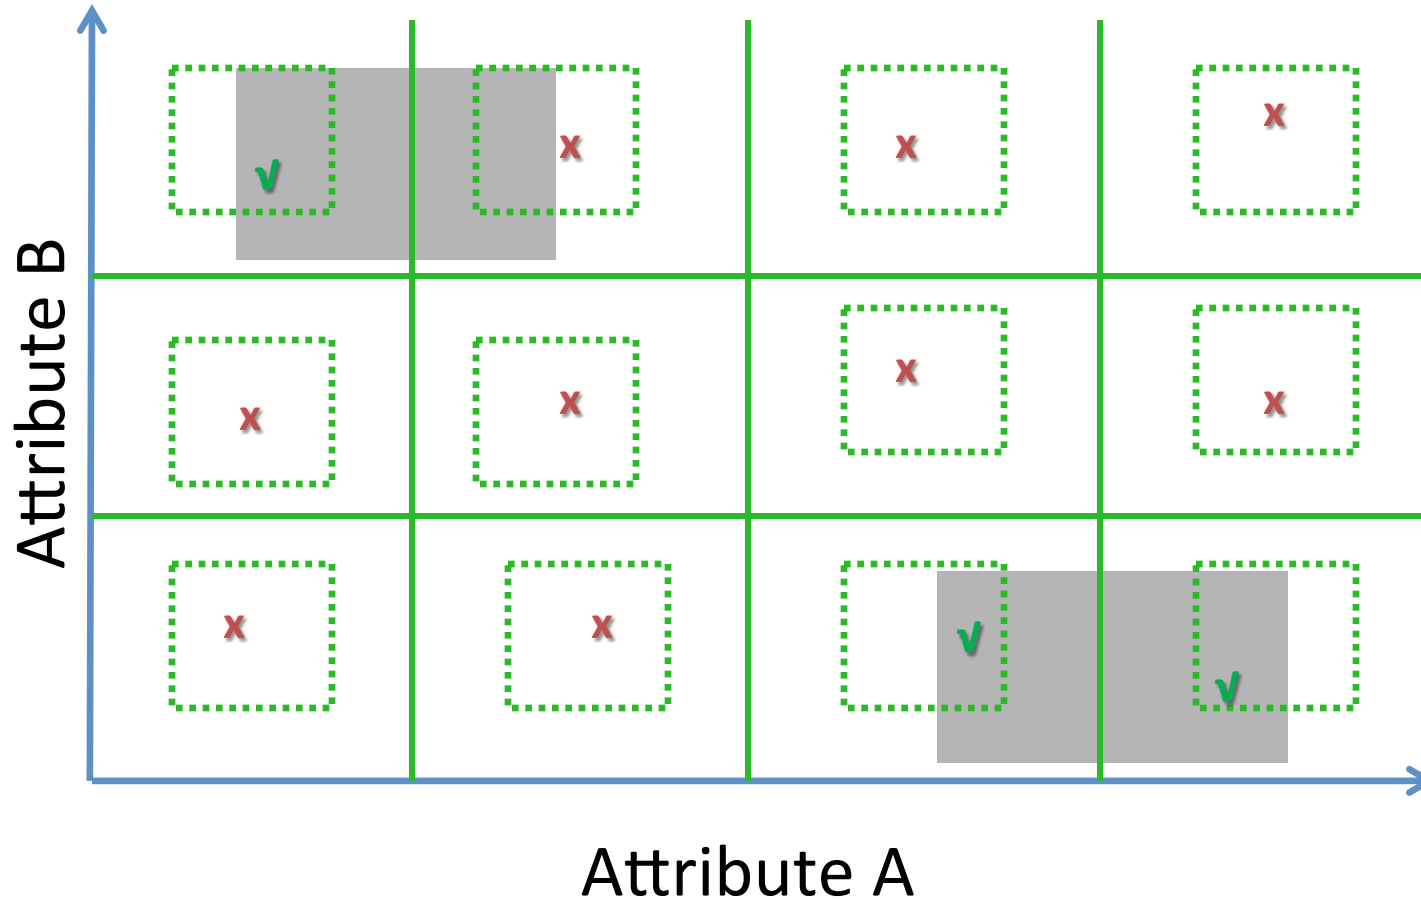 √ x x x
x x x x
x x √ √
Attribute B
Attribute A